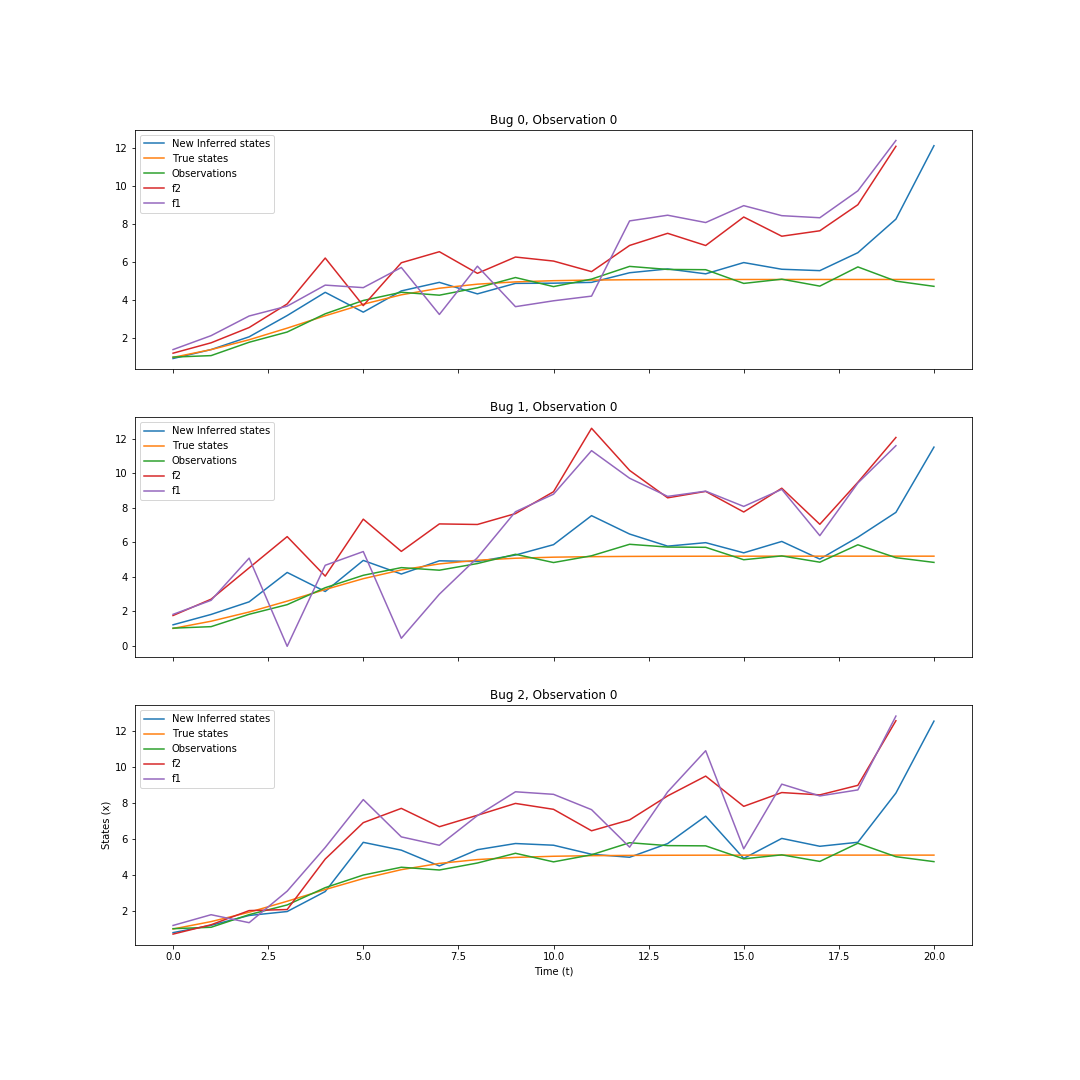 Bug 0, Observation 0
New Inferred states
True states
Observations
f2
f1
12
10
8
6
4
2
Bug 1, Observation 0
New Inferred states
True states
Observations
f2
f1
12
10
8
6
4
2
0
Bug 2, Observation 0
New Inferred states
True states
Observations
f2
f1
12
10
8
6
4
2
States (x)
0.0 2.5 5.0 7.5 10.0 12.5 15.0 17.5 20.0
Time (t)